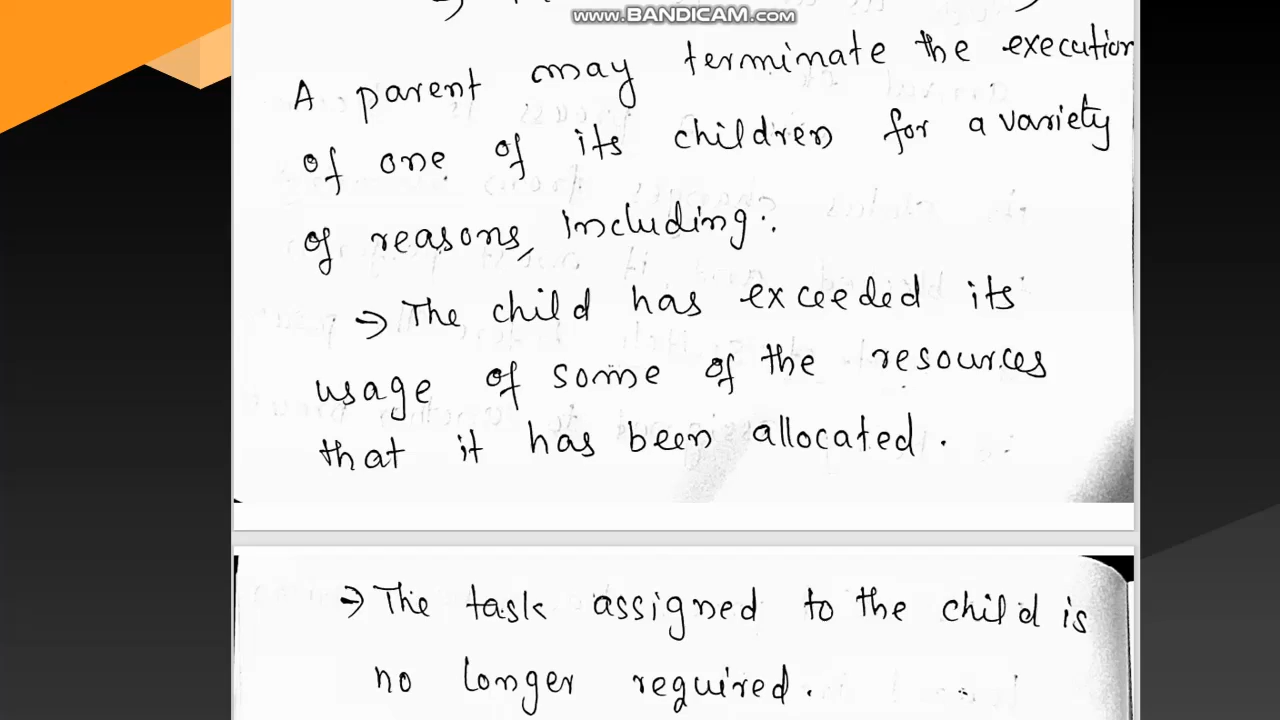 www.BANDICAM.com
A parent may terminate the execution
of one of its children for a variety
of reasons, including:
→ The child has exceeded its
usage of some of the resources
that it has been allocated.
→ The task assigned to the child is
no longer required.